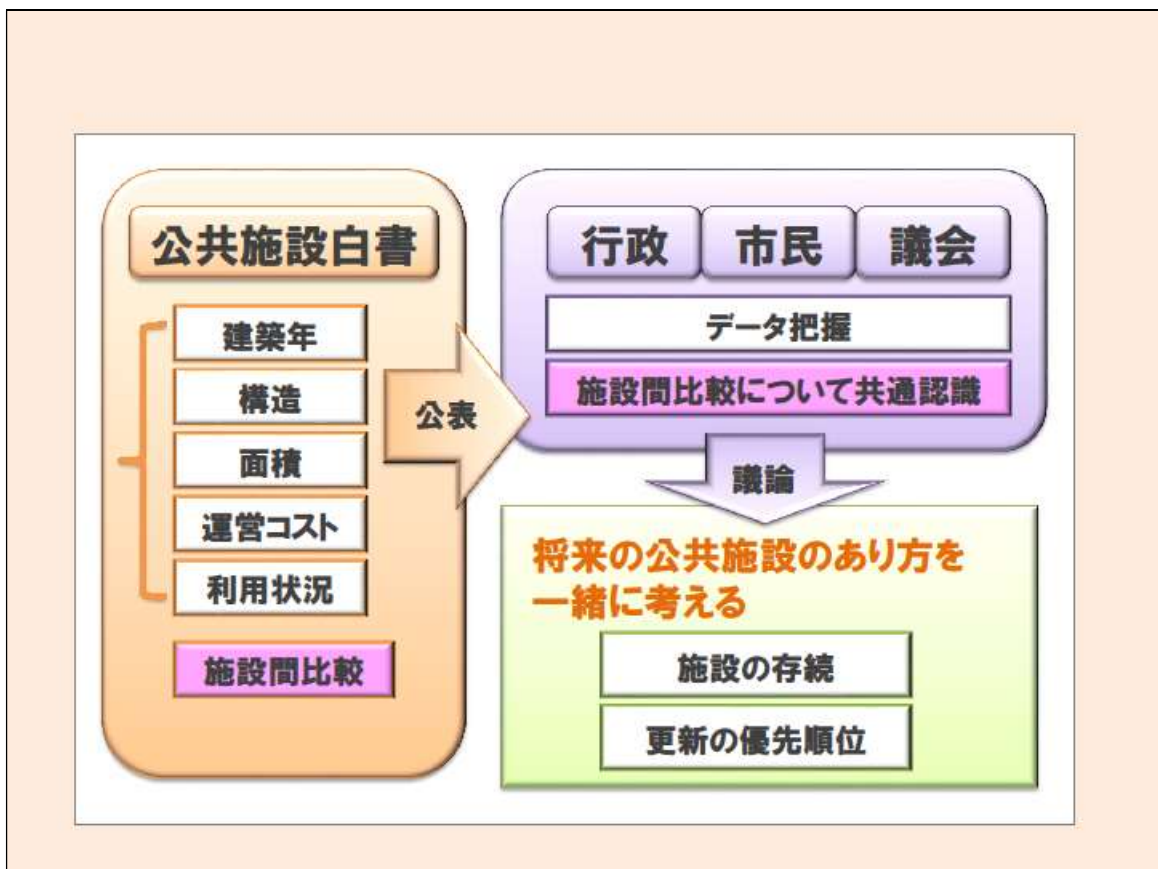 公共施設白書
建築年
構造
面積
運営コスト
利用状況
施設間比較
公表
行政
市民
議会
データ把握
施設間比較について共通認識
議論
将来の公共施設のあり方を
一緒に考える
施設の存続
更新の優先順位